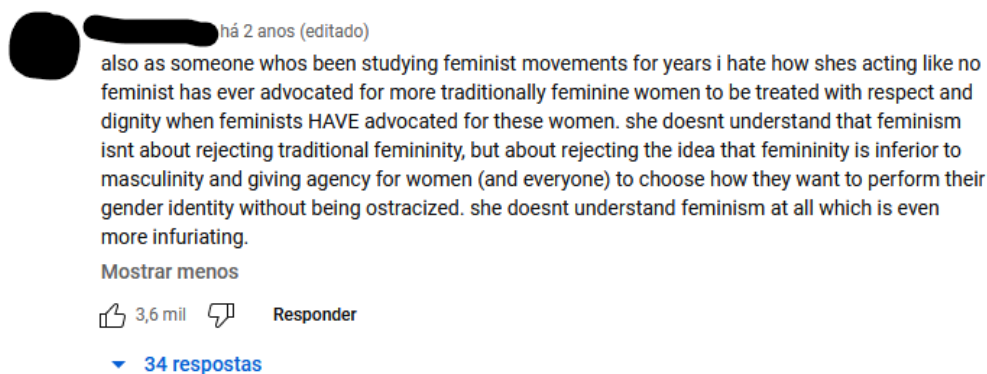 há 2 anos (editado)
also as someone whos been studying feminist movements for years i hate how shes acting like no
feminist has ever advocated for more traditionally feminine women to be treated with respect and
dignity when feminists HAVE advocated for these women. she doesnt understand that feminism
isnt about rejecting traditional femininity, but about rejecting the idea that femininity is inferior to
masculinity and giving agency for women (and everyone) to choose how they want to perform their
gender identity without being ostracized. she doesnt understand feminism at all which is even
more infuriating.
Mostrar menos
3,6 mil Responder
34 respostas